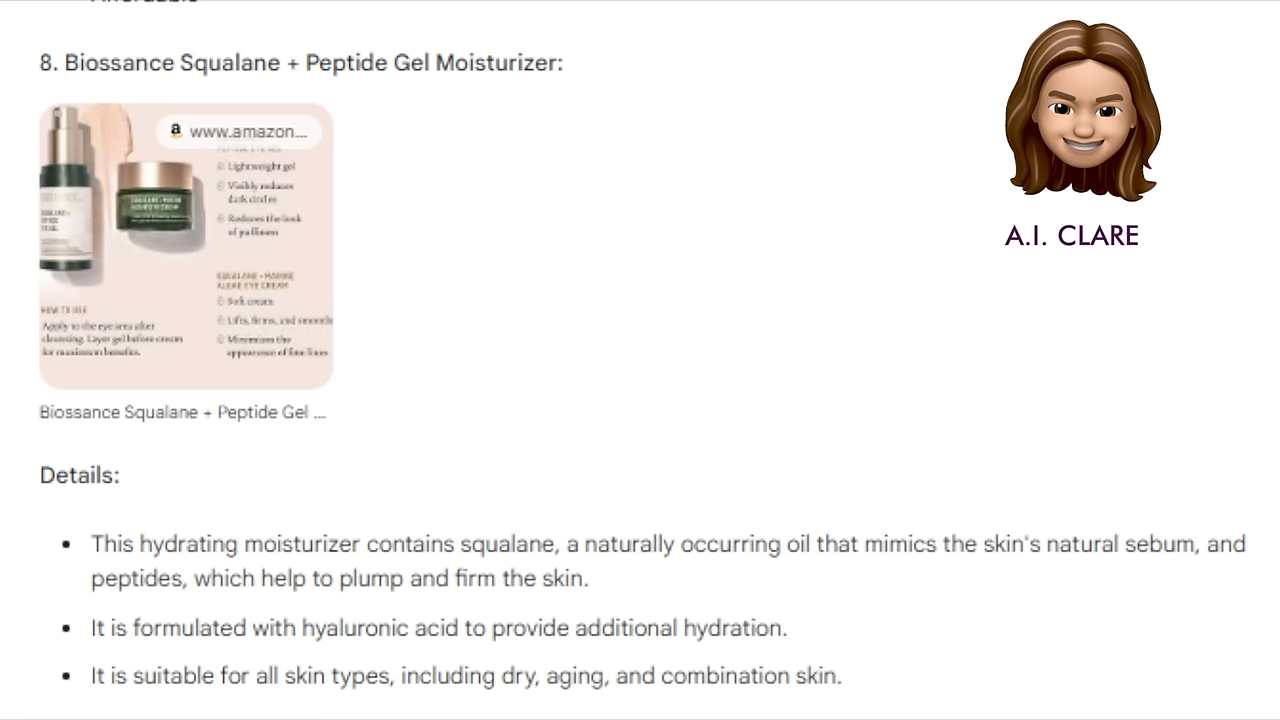 8. Biossance Squalane + Peptide Gel Moisturizer:
A.I. CLARE
www.amazon...
Lightweight gel
Visibly reduces
dark circles
Reduces the look
of puffiness
SQUALANE + MARINE
ALGAE EYE CREAM
Soft cream
Lifts, firms, and smooths
Minimizes the
appearance of fine lines
HOW TO USE
Apply to the eye area after
cleansing. Layer gel before cream
for maximum benefits.
Biossance Squalane + Peptide Gel ...
Details:
• This hydrating moisturizer contains squalane, a naturally occurring oil that mimics the skin's natural sebum, and
peptides, which help to plump and firm the skin.
• It is formulated with hyaluronic acid to provide additional hydration.
• It is suitable for all skin types, including dry, aging, and combination skin.